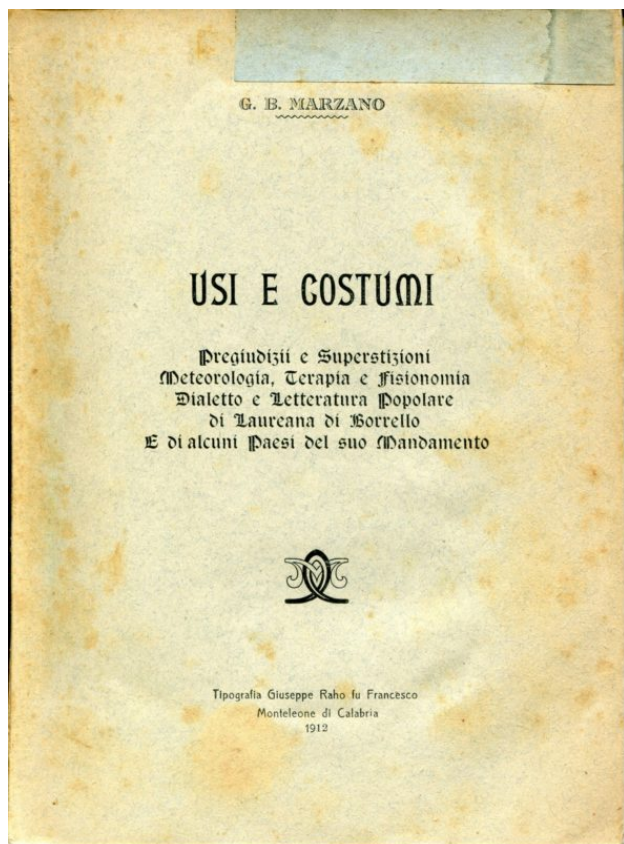 G. B. MARZANO
USI E COSTUMI
Pregiudizii e Superstizioni
Meteorologia, Terapia e Fisionomia
Dialetto e Letteratura Popolare
di Laureana di Borrello
E di alcuni Paesi del suo Mandamento
Tipografia Giuseppe Raho fu Francesco
Monteleone di Calabria
1912